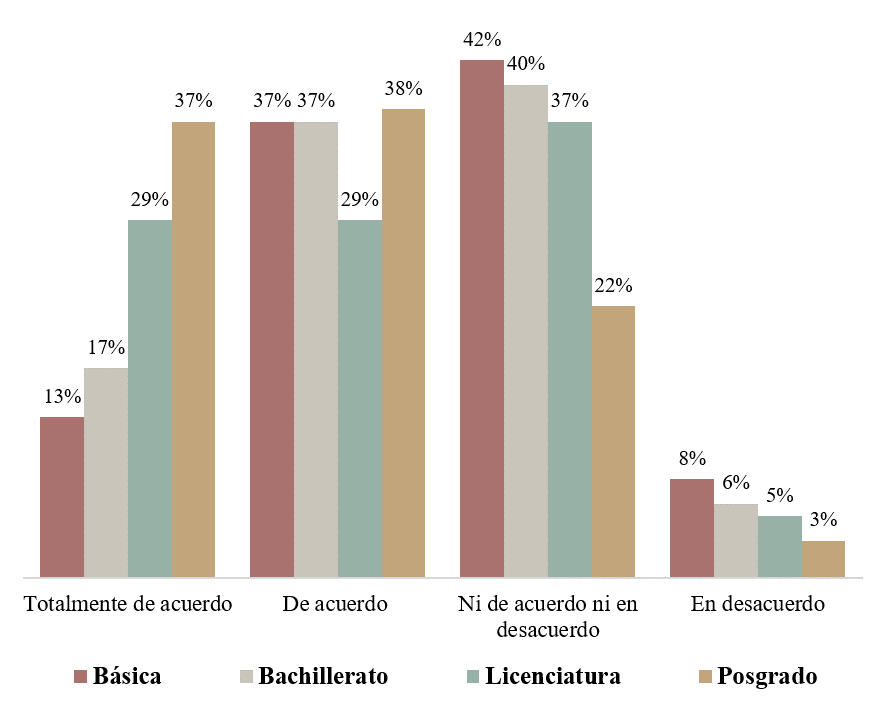 42%
40%
37%
37% 37%
38%
37%
29%
29%
22%
17%
13%
8%
6%
5%
3%
Totalmente de acuerdo
De acuerdo
Ni de acuerdo ni en
desacuerdo
En desacuerdo
Básica
Bachillerato
Licenciatura
Posgrado